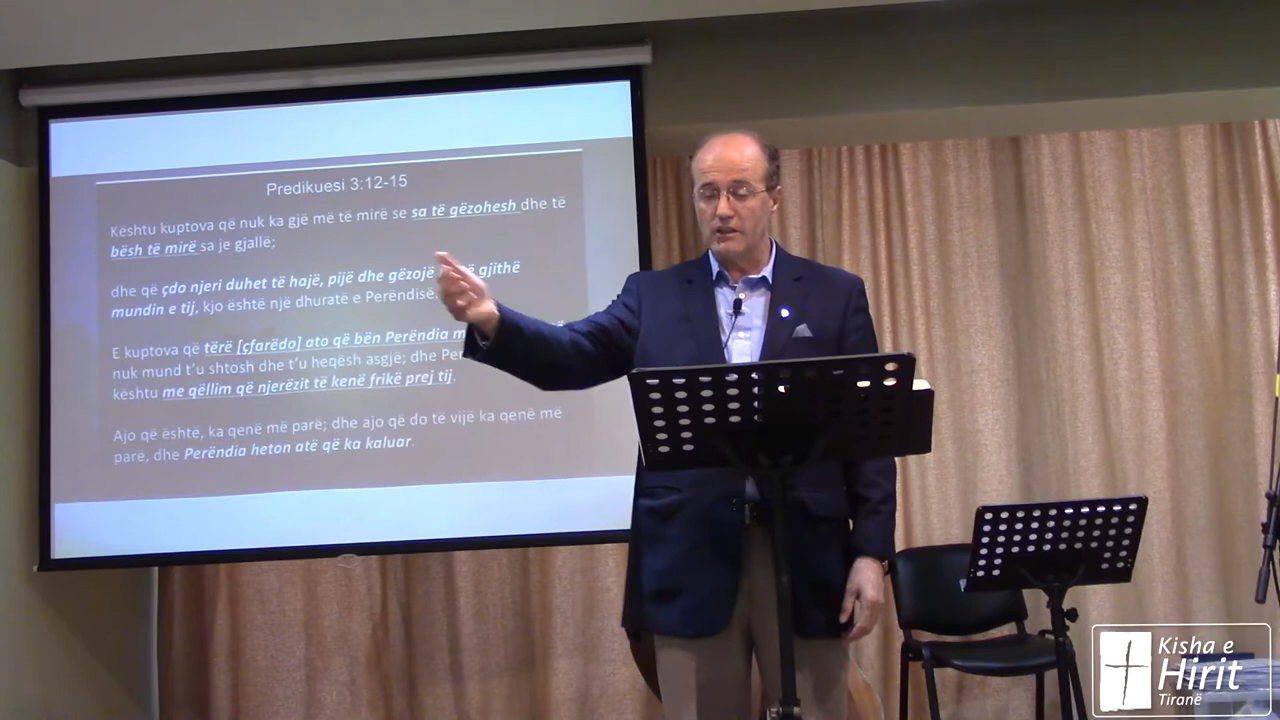 Predikuesi 3:12-15
Kështu kuptova që nuk ka gjë më të mirë se sa të gëzohesh dhe të
bësh të mirë sa je gjallë;
dhe që çdo njeri duhet të hajë, pijë dhe gëzojë gjithë
mundin e tij, kjo është një dhuratë e Perëndisë.
E kuptova që tërë [çfarëdo] ato që bën Perëndia
nuk mund t'u shtosh dhe t'u heqësh asgjë; dhe
kështu me qëllim që njerëzit të kenë frikë prej tij.
Ajo që është, ka qenë më parë; dhe ajo që do të vijë ka qenë më
parë, dhe Perëndia heton atë që ka kaluar.
Kisha e
Hirit
Tiranë